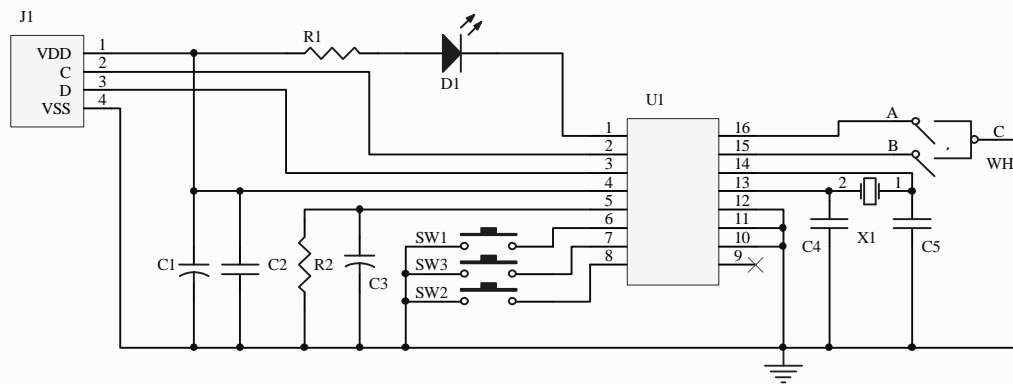 J1
VDD 1
C 2
D 3
VSS 4
R1
D1
U1
1 16
2 15
3 14
4 13
5 12
6 11
7 10
8 9
A
B
C
WH
2 1
C4 X1 C5
SW1
SW3
SW2
C1 C2 R2 C3